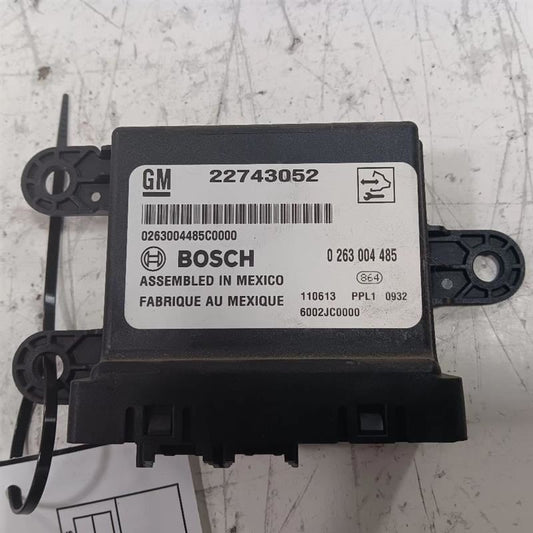 GM 22743052
0263004485C0000
BOSCH 0 263 004 485
ASSEMBLED IN MEXICO 864
FABRIQUE AU MEXIQUE 110613 PPL1 0932
6002JC0000